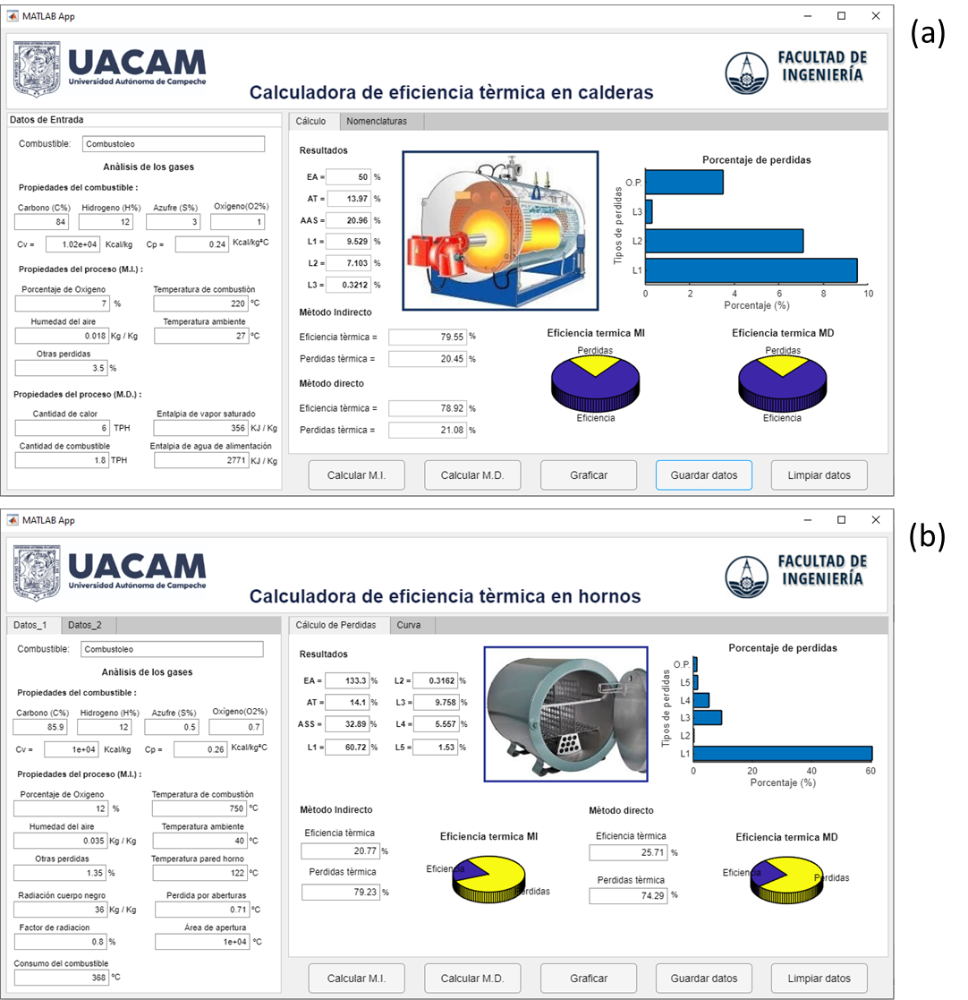 MATLAB App
(a)
UACAM
Universidad Autónoma de Campeche
FACULTAD DE
INGENIERÍA
Calculadora de eficiencia tèrmica en calderas
Datos de Entrada
Combustible: Combustoleo
Anàlisis de los gases
Propiedades del combustible :
Carbono (C%) Hidrogeno (H%) Azufre (S%) Oxigeno(O2%)
84 12 3 1
Cv = 1.02e+04 Kcal/kg Cp = 0.24 Kcal/kg*C
Propiedades del proceso (M.I.) :
Porcentaje de Oxigeno Temperatura de combustiòn
7 % 220 ºC
Humedad del aire Temperatura ambiente
0.018 Kg / Kg 27 ºC
Otras perdidas
3.5 %
Propiedades del proceso (M.D.) :
Cantidad de calor Entalpia de vapor saturado
6 TPH 356 KJ / Kg
Cantidad de combustible Entalpia de agua de alimentación
1.8 TPH 2771 KJ / Kg
Cálculo Nomenclaturas
Resultados
EA = 50 %
AT = 13.97 %
AAS = 20.96 %
L1 = 9.529 %
L2 = 7.103 %
L3 = 0.3212 %
Porcentaje de perdidas
Tipos de perdidas
O.P.
L3
L2
L1
0 2 4 6 8 10
Porcentaje (%)
Mètodo Indirecto
Eficiencia tèrmica = 79.55 %
Perdidas tèrmica = 20.45 %
Mètodo directo
Eficiencia tèrmica = 78.92 %
Perdidas tèrmica = 21.08 %
Eficiencia termica MI
Perdidas
Eficiencia
Eficiencia termica MD
Perdidas
Eficiencia
Calcular M.I. Calcular M.D. Graficar Guardar datos Limpiar datos
MATLAB App
(b)
UACAM
Universidad Autónoma de Campeche
FACULTAD DE
INGENIERÍA
Calculadora de eficiencia tèrmica en hornos
Datos_1 Datos_2
Combustible: Combustoleo
Anàlisis de los gases
Propiedades del combustible :
Carbono (C%) Hidrogeno (H%) Azufre (S%) Oxigeno(O2%)
85.9 12 0.5 0.7
Cv = 1e+04 Kcal/kg Cp = 0.26 Kcal/kg*C
Propiedades del proceso (M.I.) :
Porcentaje de Oxigeno Temperatura de combustiòn
12 % 750 ºC
Humedad del aire Temperatura ambiente
0.035 Kg / Kg 40 ºC
Otras perdidas Temperatura pared horno
1.35 % 122 ºC
Radiación cuerpo negro Perdida por aberturas
36 Kg / Kg 0.71 ºC
Factor de radiacion Área de apertura
0.8 % 1e+04 ºC
Consumo del combustible
368 ºC
Cálculo de Perdidas Curva
Resultados
EA = 133.3 % L2 = 0.3162 %
AT = 14.1 % L3 = 9.758 %
ASS = 32.89 % L4 = 5.557 %
L1 = 60.72 % L5 = 1.53 %
Porcentaje de perdidas
Tipos de perdidas
O.P.
L5
L4
L3
L2
L1
0 20 40 60
Porcentaje (%)
Mètodo Indirecto
Eficiencia tèrmica
20.77 %
Perdidas tèrmica
79.23 %
Eficiencia termica MI
Eficiencia
Perdidas
Mètodo directo
Eficiencia tèrmica
25.71 %
Perdidas tèrmica
74.29 %
Eficiencia termica MD
Eficiencia
Perdidas
Calcular M.I. Calcular M.D. Graficar Guardar datos Limpiar datos